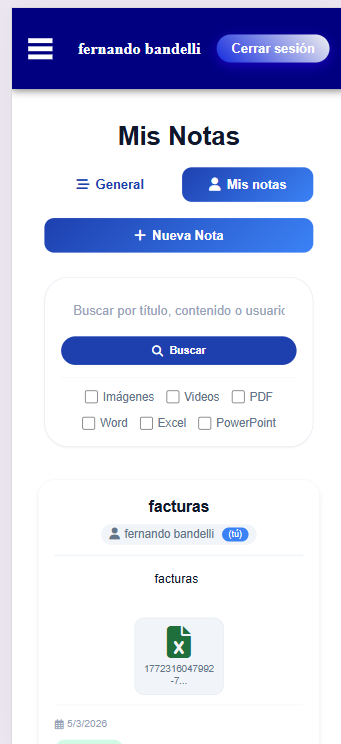 fernando bandelli Cerrar sesión
Mis Notas
General Mis notas
Nueva Nota
Buscar por título, contenido o usuaric
Buscar
Imágenes Videos PDF
Word Excel PowerPoint
facturas
fernando bandelli (tú)
facturas
1772316047992
-7...
5/3/2026